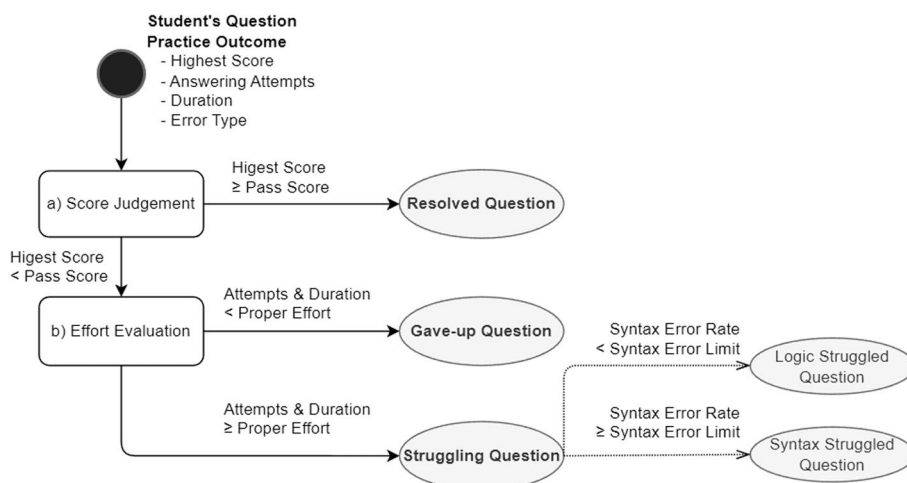 Student's Question
Practice Outcome
- Highest Score
- Answering Attempts
- Duration
- Error Type
Higest Score
≥ Pass Score
a) Score Judgement
Resolved Question
Higest Score
< Pass Score
Attempts & Duration
< Proper Effort
b) Effort Evaluation
Gave-up Question
Syntax Error Rate
< Syntax Error Limit
Logic Struggled
Question
Attempts & Duration
≥ Proper Effort
Syntax Error Rate
≥ Syntax Error Limit
Struggling Question
Syntax Struggled
Question